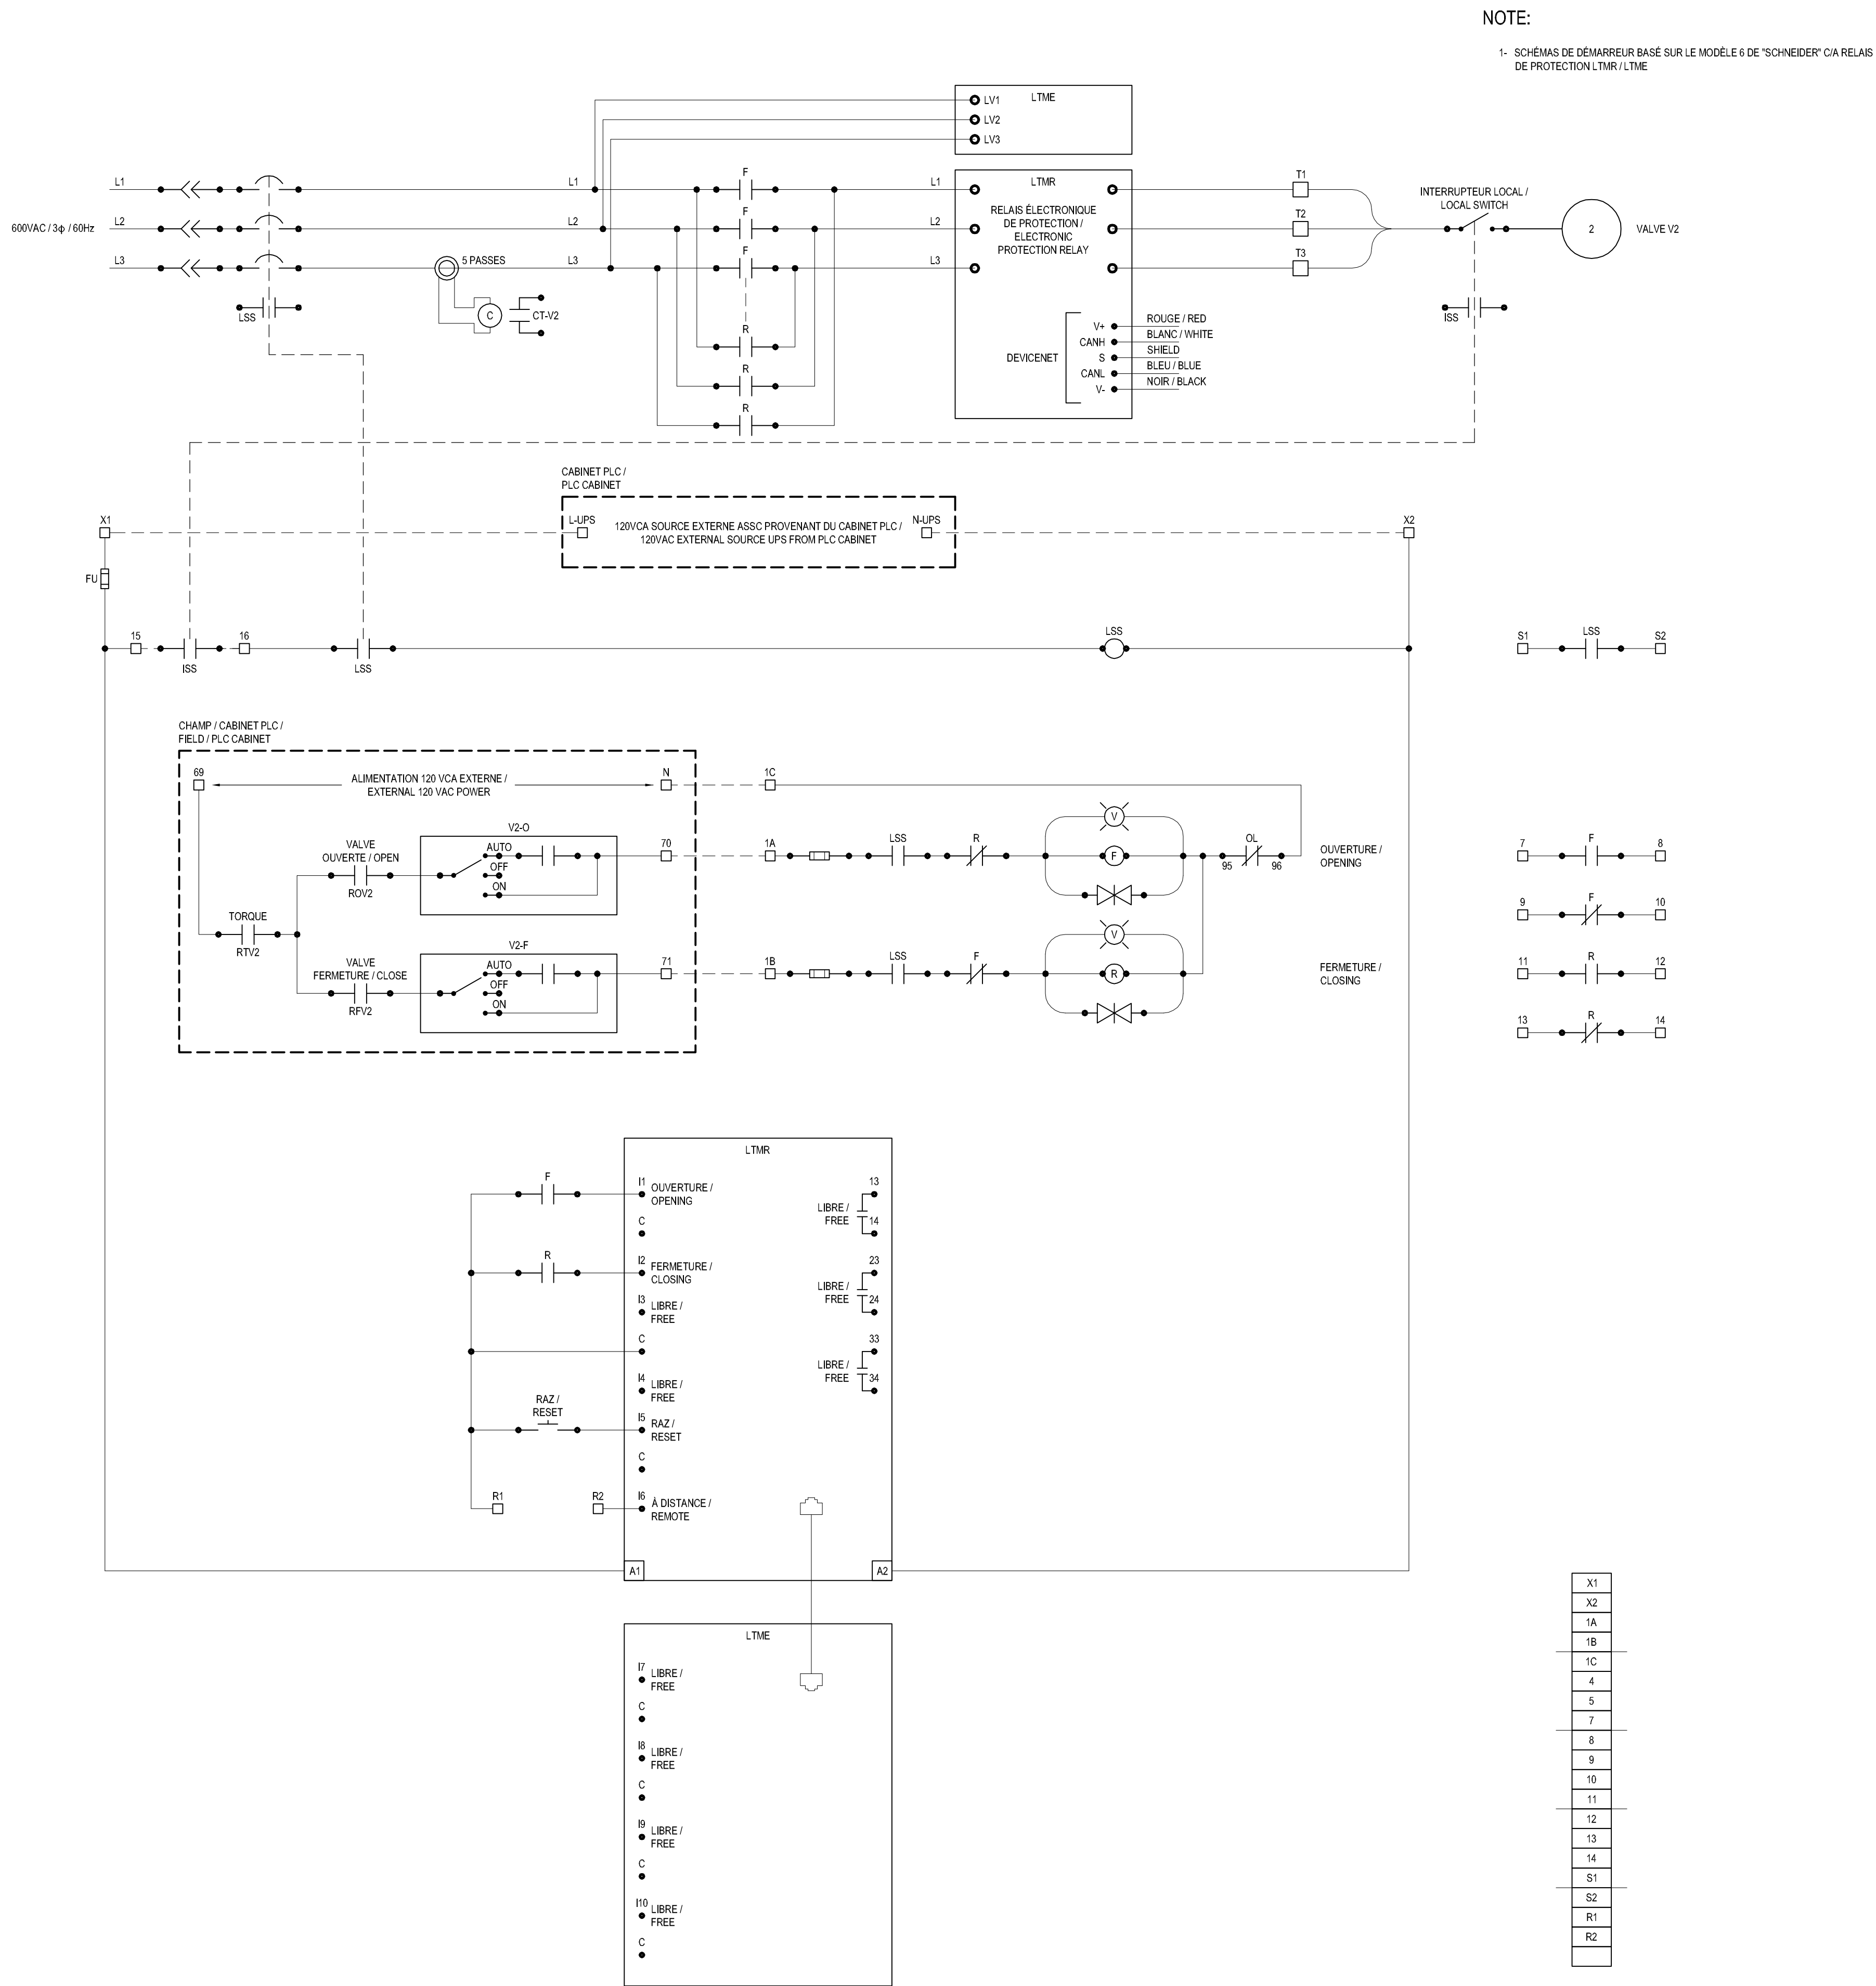 NOTE:
1- SCHÉMAS DE DÉMARREUR BASÉ SUR LE MODÈLE 6 DE "SCHNEIDER" C/A RELAIS
DE PROTECTION LTMR / LTME
LTME
LV1
LV2
LV3
600VAC / 3ϕ / 60Hz
L1
L2
L3
LSS
5 PASSES
C
CT-V2
L1
L2
L3
F
F
F
R
R
R
L1
L2
L3
LTMR
RELAIS ÉLECTRONIQUE
DE PROTECTION /
ELECTRONIC
PROTECTION RELAY
DEVICENET
V+
CANH
S
CANL
V-
ROUGE / RED
BLANC / WHITE
SHIELD
BLEU / BLUE
NOIR / BLACK
T1
T2
T3
INTERRUPTEUR LOCAL /
LOCAL SWITCH
2
VALVE V2
ISS
CABINET PLC /
PLC CABINET
X1
L-UPS
120VCA SOURCE EXTERNE ASSC PROVENANT DU CABINET PLC /
120VAC EXTERNAL SOURCE UPS FROM PLC CABINET
N-UPS
X2
FU
15
ISS
16
LSS
LSS
S1
LSS
S2
CHAMP / CABINET PLC /
FIELD / PLC CABINET
69
ALIMENTATION 120 VCA EXTERNE /
EXTERNAL 120 VAC POWER
N
1C
TORQUE
RTV2
VALVE
OUVERTE / OPEN
ROV2
V2-O
AUTO
OFF
ON
70
1A
LSS
R
V
F
OL
95
96
OUVERTURE /
OPENING
VALVE
FERMETURE / CLOSE
RFV2
V2-F
AUTO
OFF
ON
71
1B
LSS
F
V
R
FERMETURE /
CLOSING
7
F
8
9
F
10
11
R
12
13
R
14
LTMR
F
I1
OUVERTURE /
OPENING
C
R
I2
FERMETURE /
CLOSING
I3
LIBRE /
FREE
C
I4
LIBRE /
FREE
RAZ /
RESET
I5
RAZ /
RESET
C
R1
R2
I6
À DISTANCE /
REMOTE
13
LIBRE /
FREE
14
23
LIBRE /
FREE
24
33
LIBRE /
FREE
34
A1
A2
LTME
I7
LIBRE /
FREE
C
I8
LIBRE /
FREE
C
I9
LIBRE /
FREE
C
I10
LIBRE /
FREE
C
X1
X2
1A
1B
1C
4
5
7
8
9
10
11
12
13
14
S1
S2
R1
R2